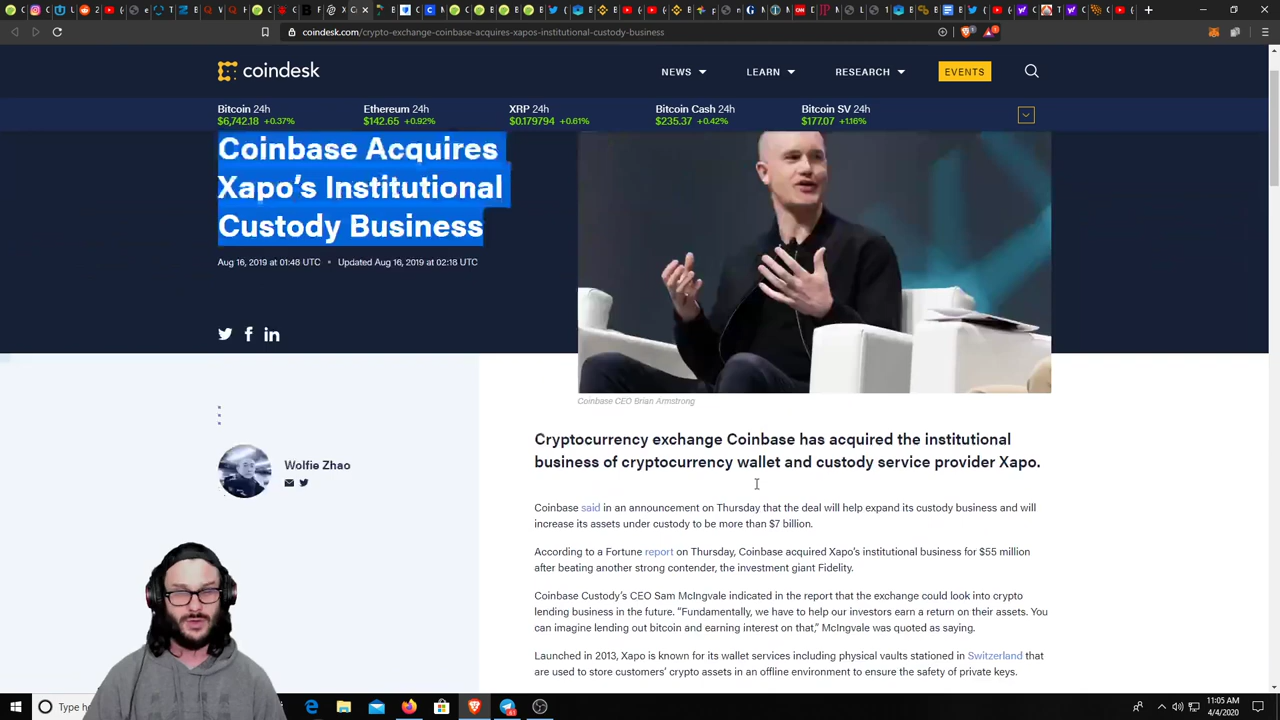 coindesk.com/crypto-exchange-coinbase-acquires-xapos-institutional-custody-business
coindesk
NEWS
LEARN
RESEARCH
EVENTS
Bitcoin 24h
$6,742.18 +0.37%
Ethereum 24h
$142.65 +0.92%
XRP 24h
$0.179794 +0.61%
Bitcoin Cash 24h
$235.37 +0.42%
Bitcoin SV 24h
$177.07 +1.16%
Coinbase Acquires
Xapo's Institutional
Custody Business
Aug 16, 2019 at 01:48 UTC • Updated Aug 16, 2019 at 02:18 UTC
Coinbase CEO Brian Armstrong
Wolfie Zhao
Cryptocurrency exchange Coinbase has acquired the institutional
business of cryptocurrency wallet and custody service provider Xapo.
Coinbase said in an announcement on Thursday that the deal will help expand its custody business and will
increase its assets under custody to be more than $7 billion.
According to a Fortune report on Thursday, Coinbase acquired Xapo's institutional business for $55 million
after beating another strong contender, the investment giant Fidelity.
Coinbase Custody's CEO Sam McIngvale indicated in the report that the exchange could look into crypto
lending business in the future. “Fundamentally, we have to help our investors earn a return on their assets. You
can imagine lending out bitcoin and earning interest on that,” McIngvale was quoted as saying.
Launched in 2013, Xapo is known for its wallet services including physical vaults stationed in Switzerland that
are used to store customers' crypto assets in an offline environment to ensure the safety of private keys.
Type h
11:05 AM
4/4/2020